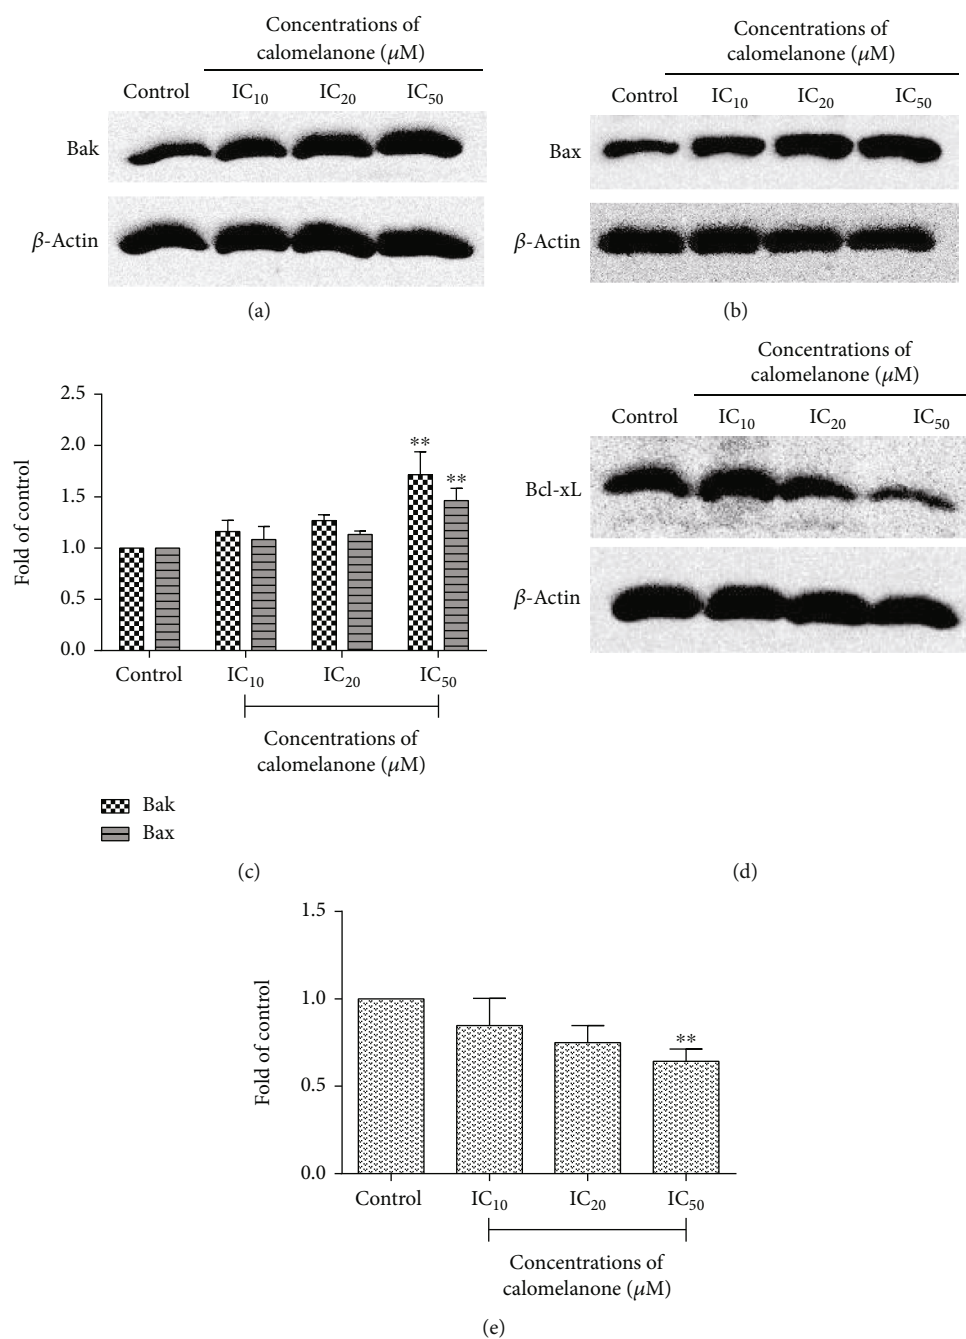 Concentrations of
calomelanone (μM)
Control IC10 IC20 IC50
Bak
β-Actin
(a)
Concentrations of
calomelanone (μM)
Control IC10 IC20 IC50
Bax
β-Actin
(b)
2.5
2.0
1.5
1.0
0.5
0.0
Fold of control
** **
Control IC10 IC20 IC50
Concentrations of
calomelanone (μM)
Bak
Bax
(c)
Concentrations of
calomelanone (μM)
Control IC10 IC20 IC50
Bcl-xL
β-Actin
(d)
1.5
1.0
0.5
0.0
Fold of control
**
Control IC10 IC20 IC50
Concentrations of
calomelanone (μM)
(e)